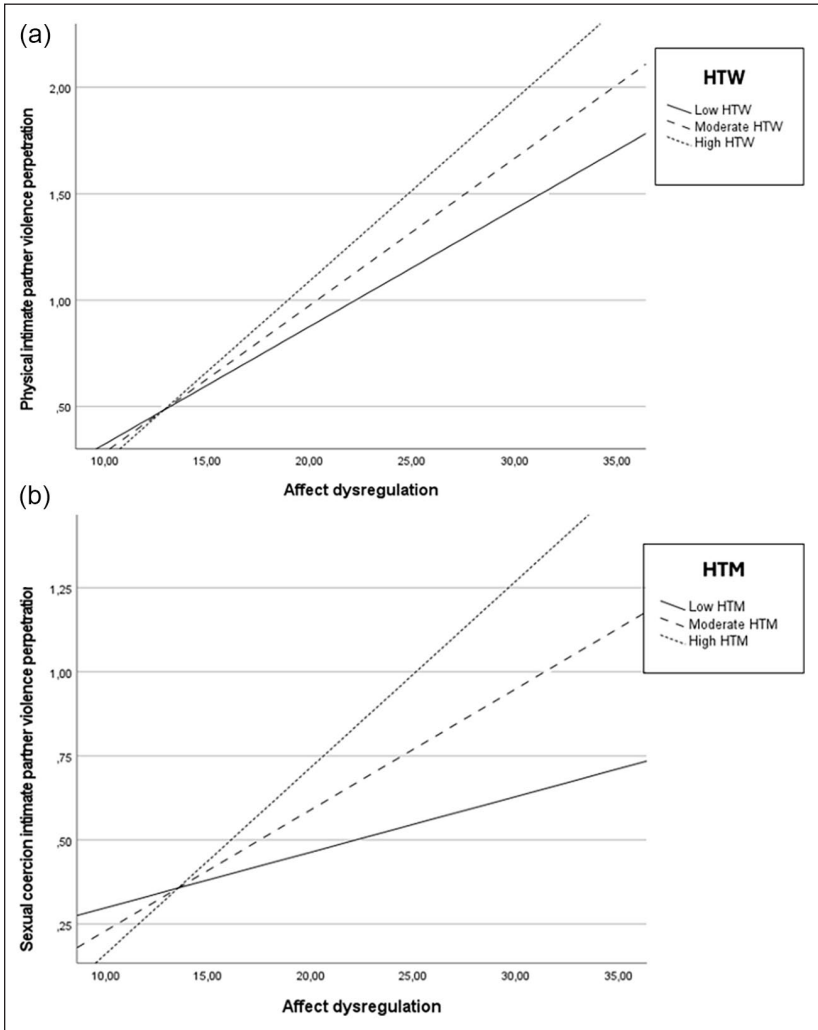 (a)
HTW
Low HTW
Moderate HTW
High HTW
Physical intimate partner violence perpetration
2,00
1,50
1,00
,50
10,00 15,00 20,00 25,00 30,00 35,00
Affect dysregulation
(b)
HTM
Low HTM
Moderate HTM
High HTM
Sexual coercion intimate partner violence perpetration
1,25
1,00
,75
,50
,25
10,00 15,00 20,00 25,00 30,00 35,00
Affect dysregulation